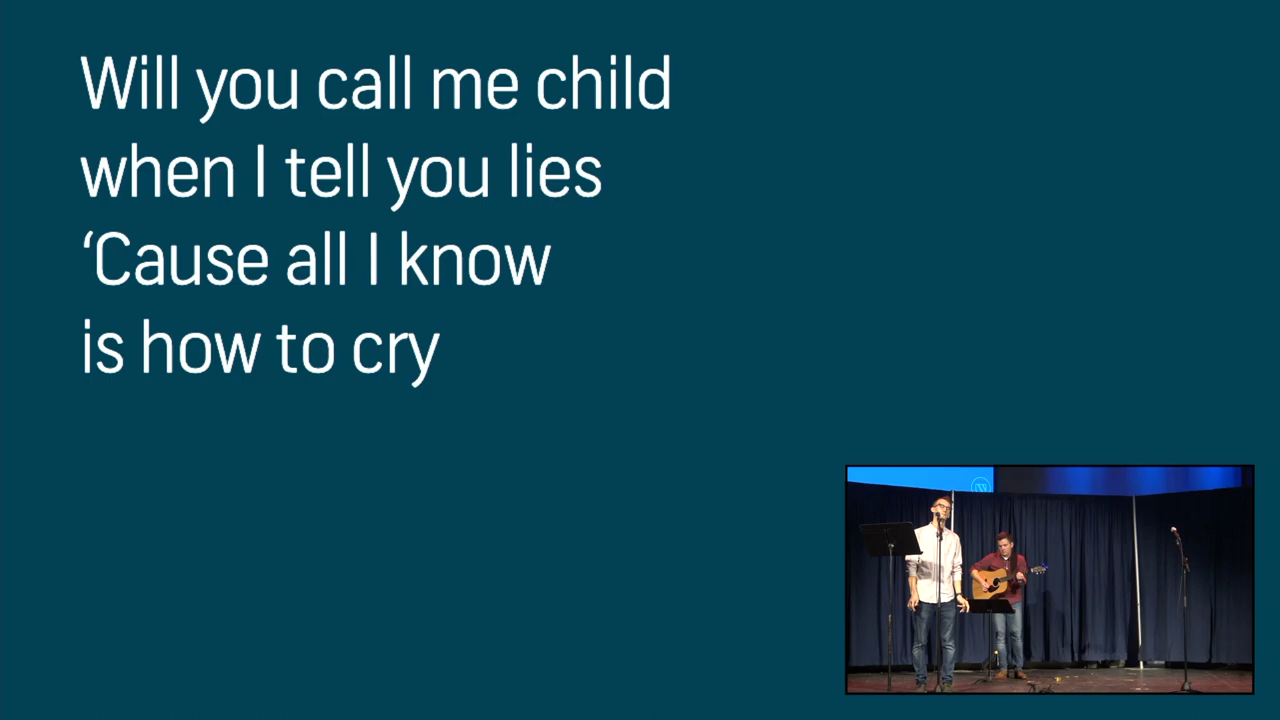 Will you call me child
when I tell you lies
‘Cause all I know
is how to cry